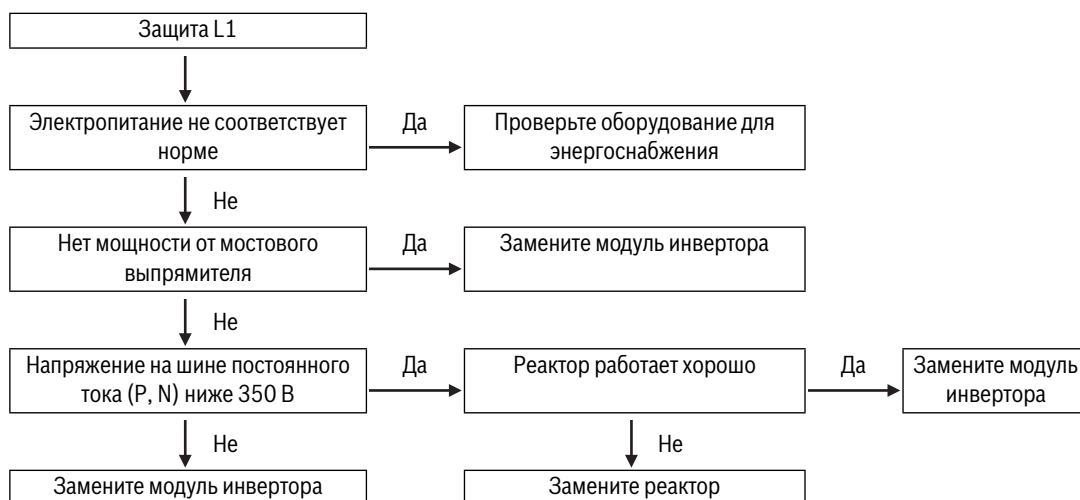 Защита L1
Электропитание не соответствует
норме
Да
Проверьте оборудование для
энергоснабжения
Не
Нет мощности от мостового
выпрямителя
Да
Замените модуль инвертора
Не
Напряжение на шине постоянного
тока (P, N) ниже 350 В
Да
Реактор работает хорошо
Да
Замените модуль
инвертора
Не
Не
Замените модуль инвертора
Замените реактор